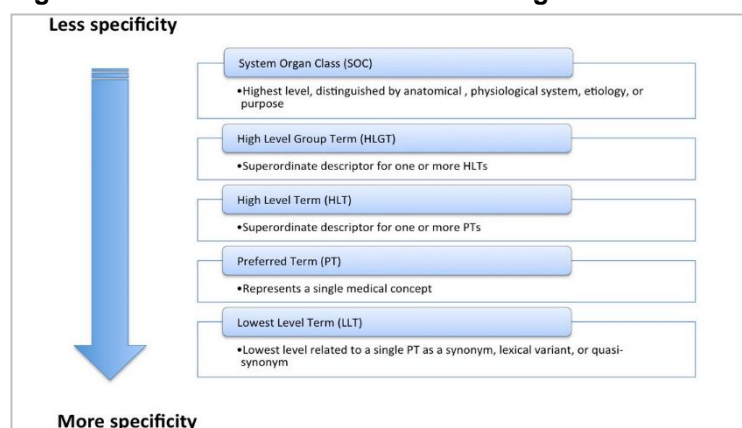 Less specificity
System Organ Class (SOC)
•Highest level, distinguished by anatomical , physiological system, etiology, or
purpose
High Level Group Term (HLGT)
•Superordinate descriptor for one or more HLTs
High Level Term (HLT)
•Superordinate descriptor for one or more PTs
Preferred Term (PT)
•Represents a single medical concept
Lowest Level Term (LLT)
•Lowest level related to a single PT as a synonym, lexical variant, or quasi-
synonym
More specificity